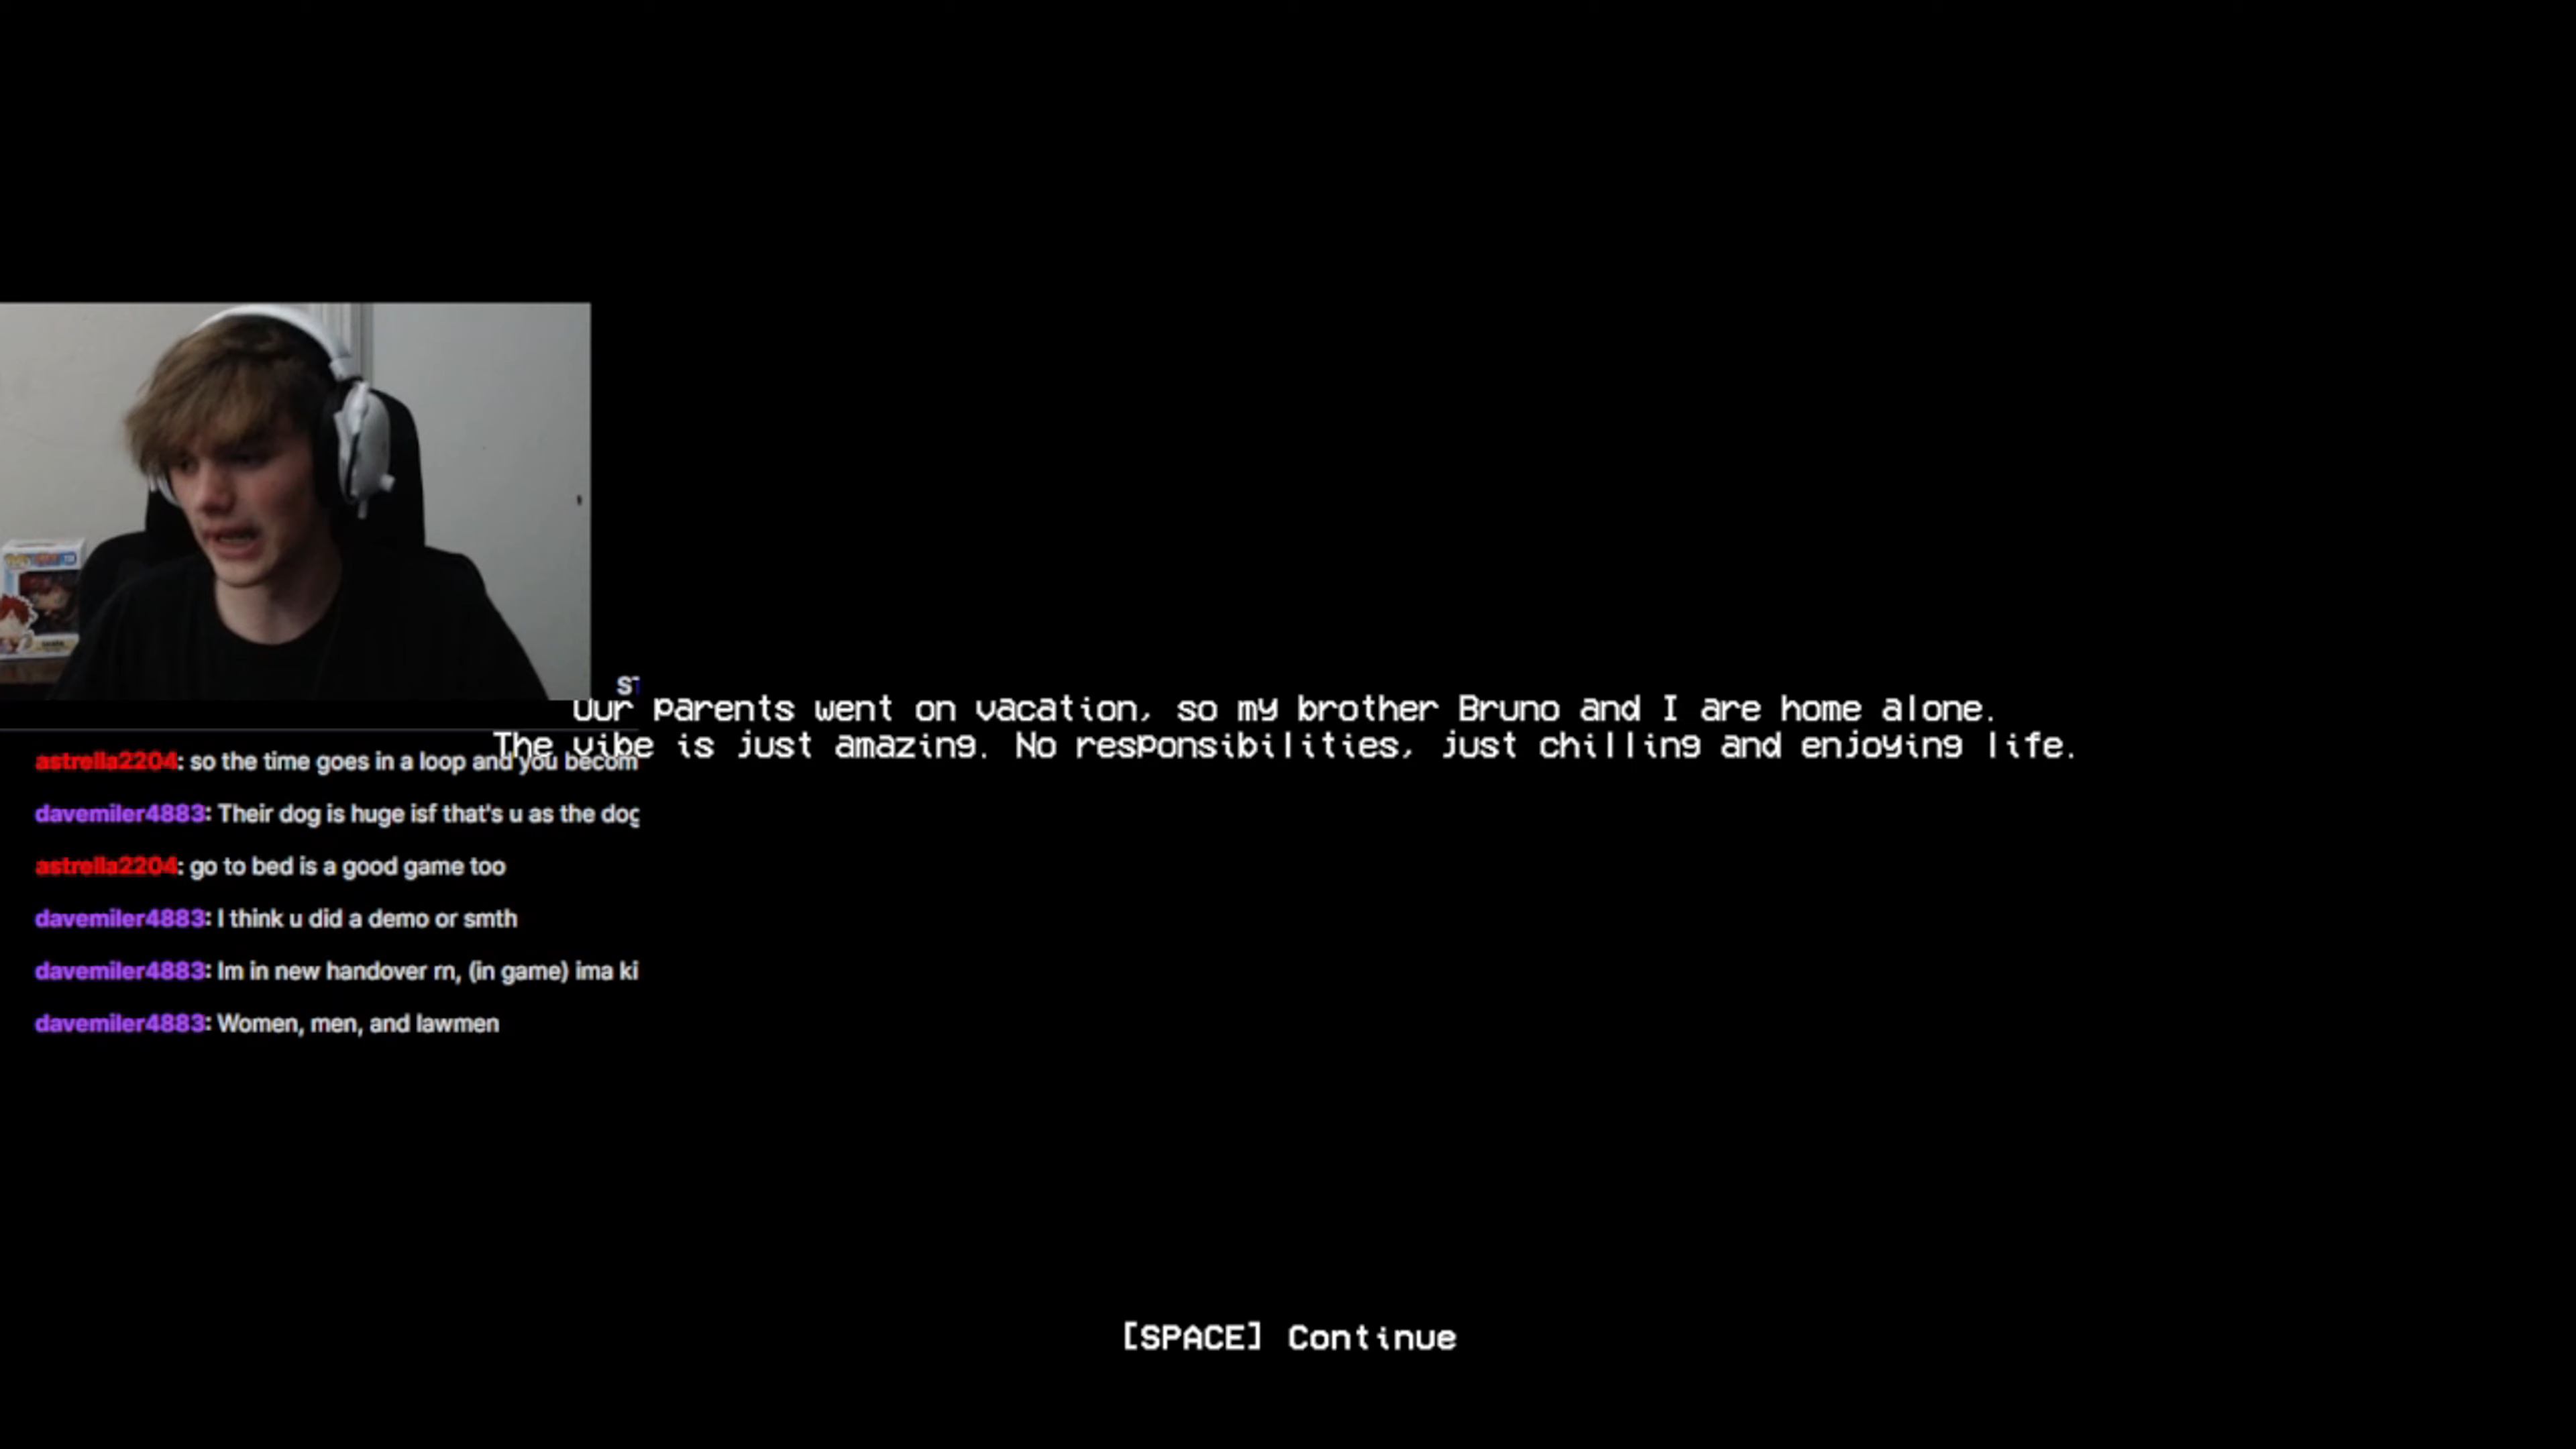 Our parents went on vacation, so my brother Bruno and I are home alone.
The vibe is just amazing. No responsibilities, just chilling and enjoying life.
astrella2204: so the time goes in a loop and you becom
davemiler4883: Their dog is huge isf that's u as the dog
astrella2204: go to bed is a good game too
davemiler4883: I think u did a demo or smth
davemiler4883: Im in new handover rn, (in game) ima ki
davemiler4883: Women, men, and lawmen
[SPACE] Continue